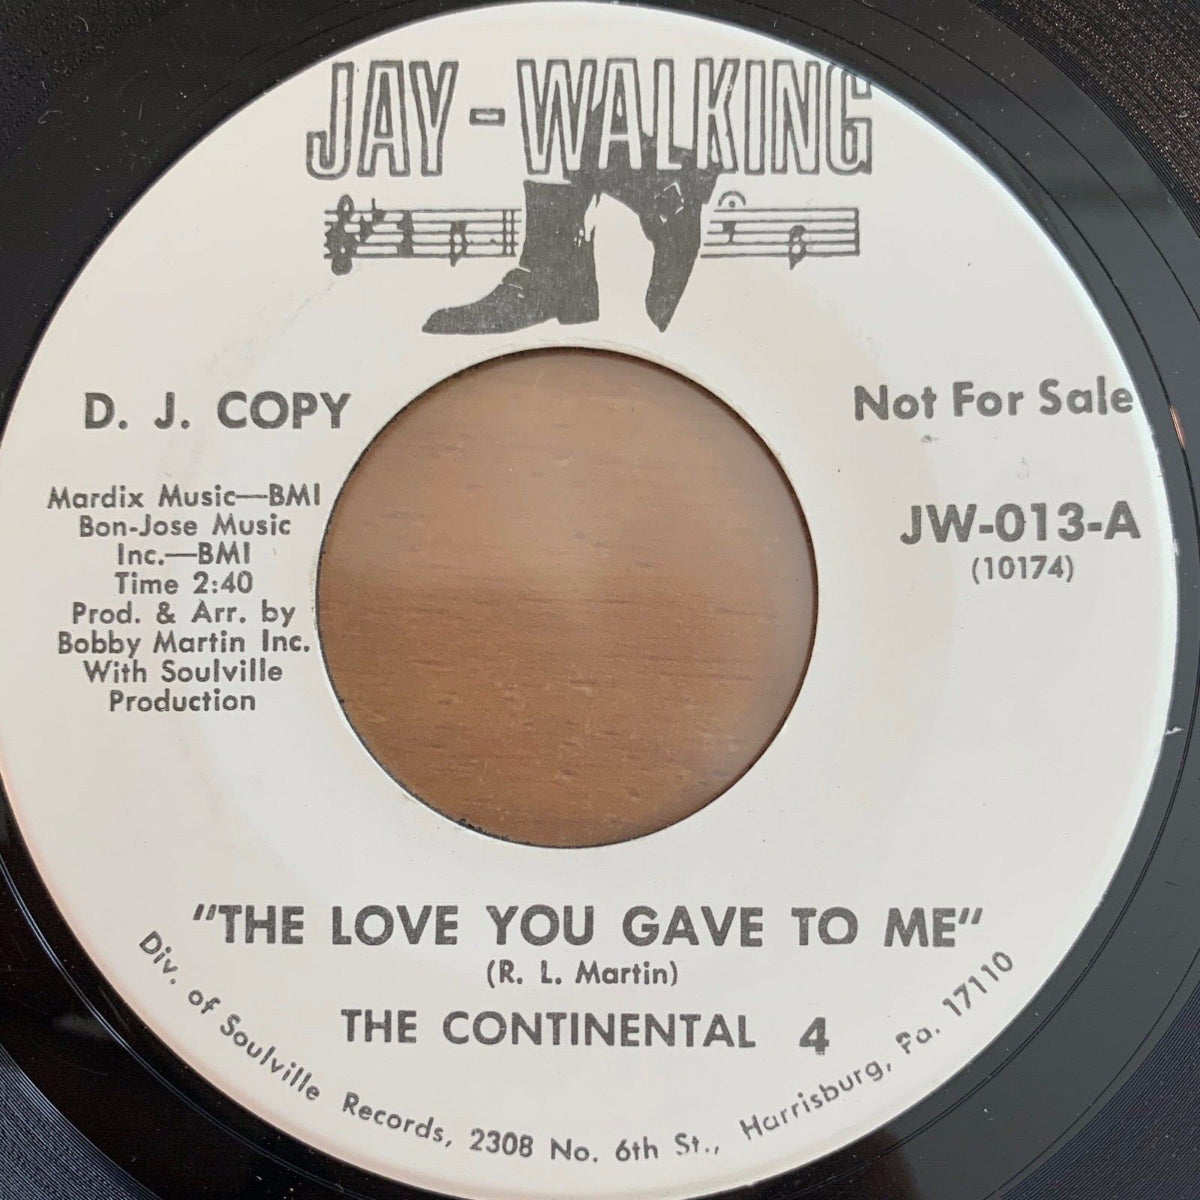 JAY-WALKING
D. J. COPY
Not For Sale
Mardix Music—BMI
Bon-Jose Music
Inc.—BMI
Time 2:40
Prod. & Arr. by
Bobby Martin Inc.
With Soulville
Production
JW-013-A
(10174)
"THE LOVE YOU GAVE TO ME"
(R. L. Martin)
THE CONTINENTAL 4
Div. of Soulville Records, 2308 No. 6th St., Harrisburg, Pa. 17110